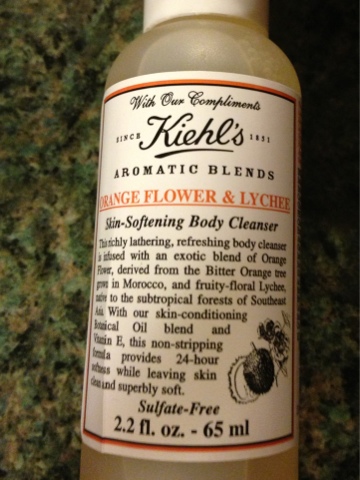 With Our Compliments
SINCE Kiehl's 1851
AROMATIC BLENDS
ORANGE FLOWER & LYCHEE
Skin-Softening Body Cleanser
This richly lathering, refreshing body cleanser
is infused with an exotic blend of Orange
Flower, derived from the Bitter Orange tree
grown in Morocco, and fruity-floral Lychee,
native to the subtropical forests of Southeast
Asia. With our skin-conditioning
Botanical Oil blend and
Vitamin E, this non-stripping
formula provides 24-hour
softness while leaving skin
clean and superbly soft.
Sulfate-Free
2.2 fl. oz. - 65 ml